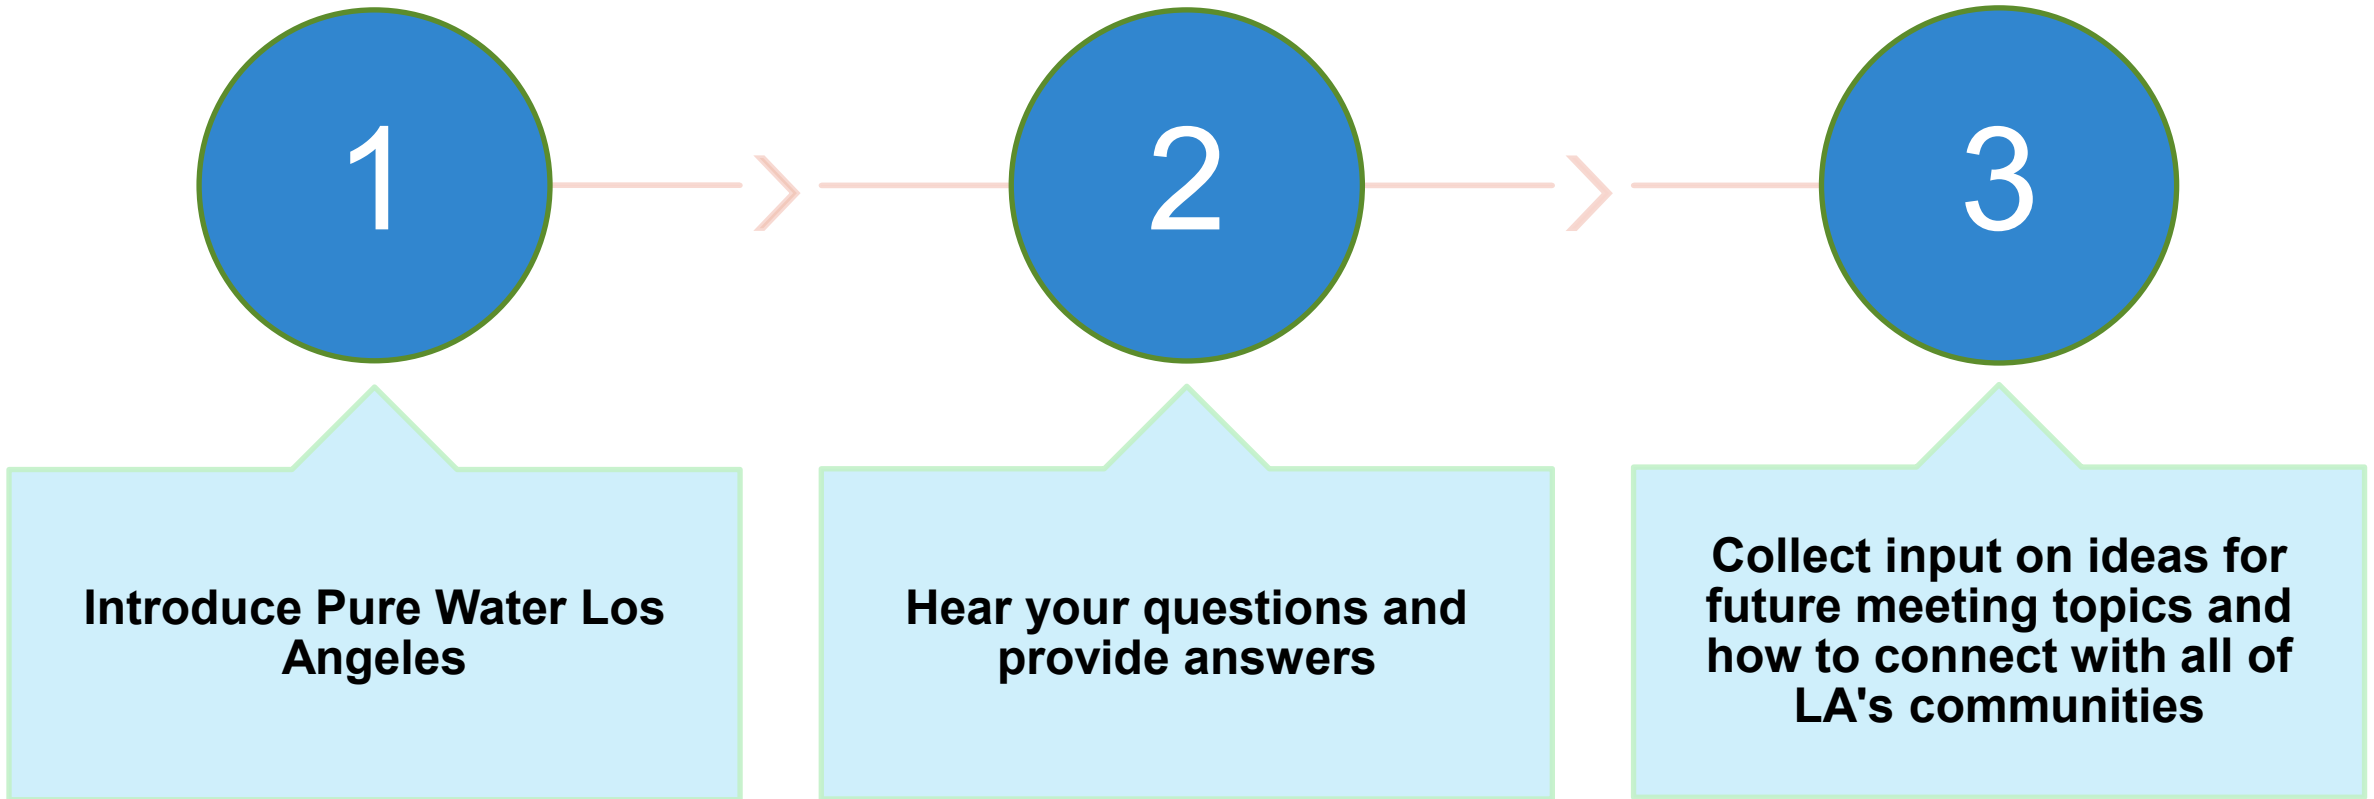 1
2
3
Introduce Pure Water Los
Angeles
Hear your questions and
provide answers
Collect input on ideas for
future meeting topics and
how to connect with all of
LA's communities